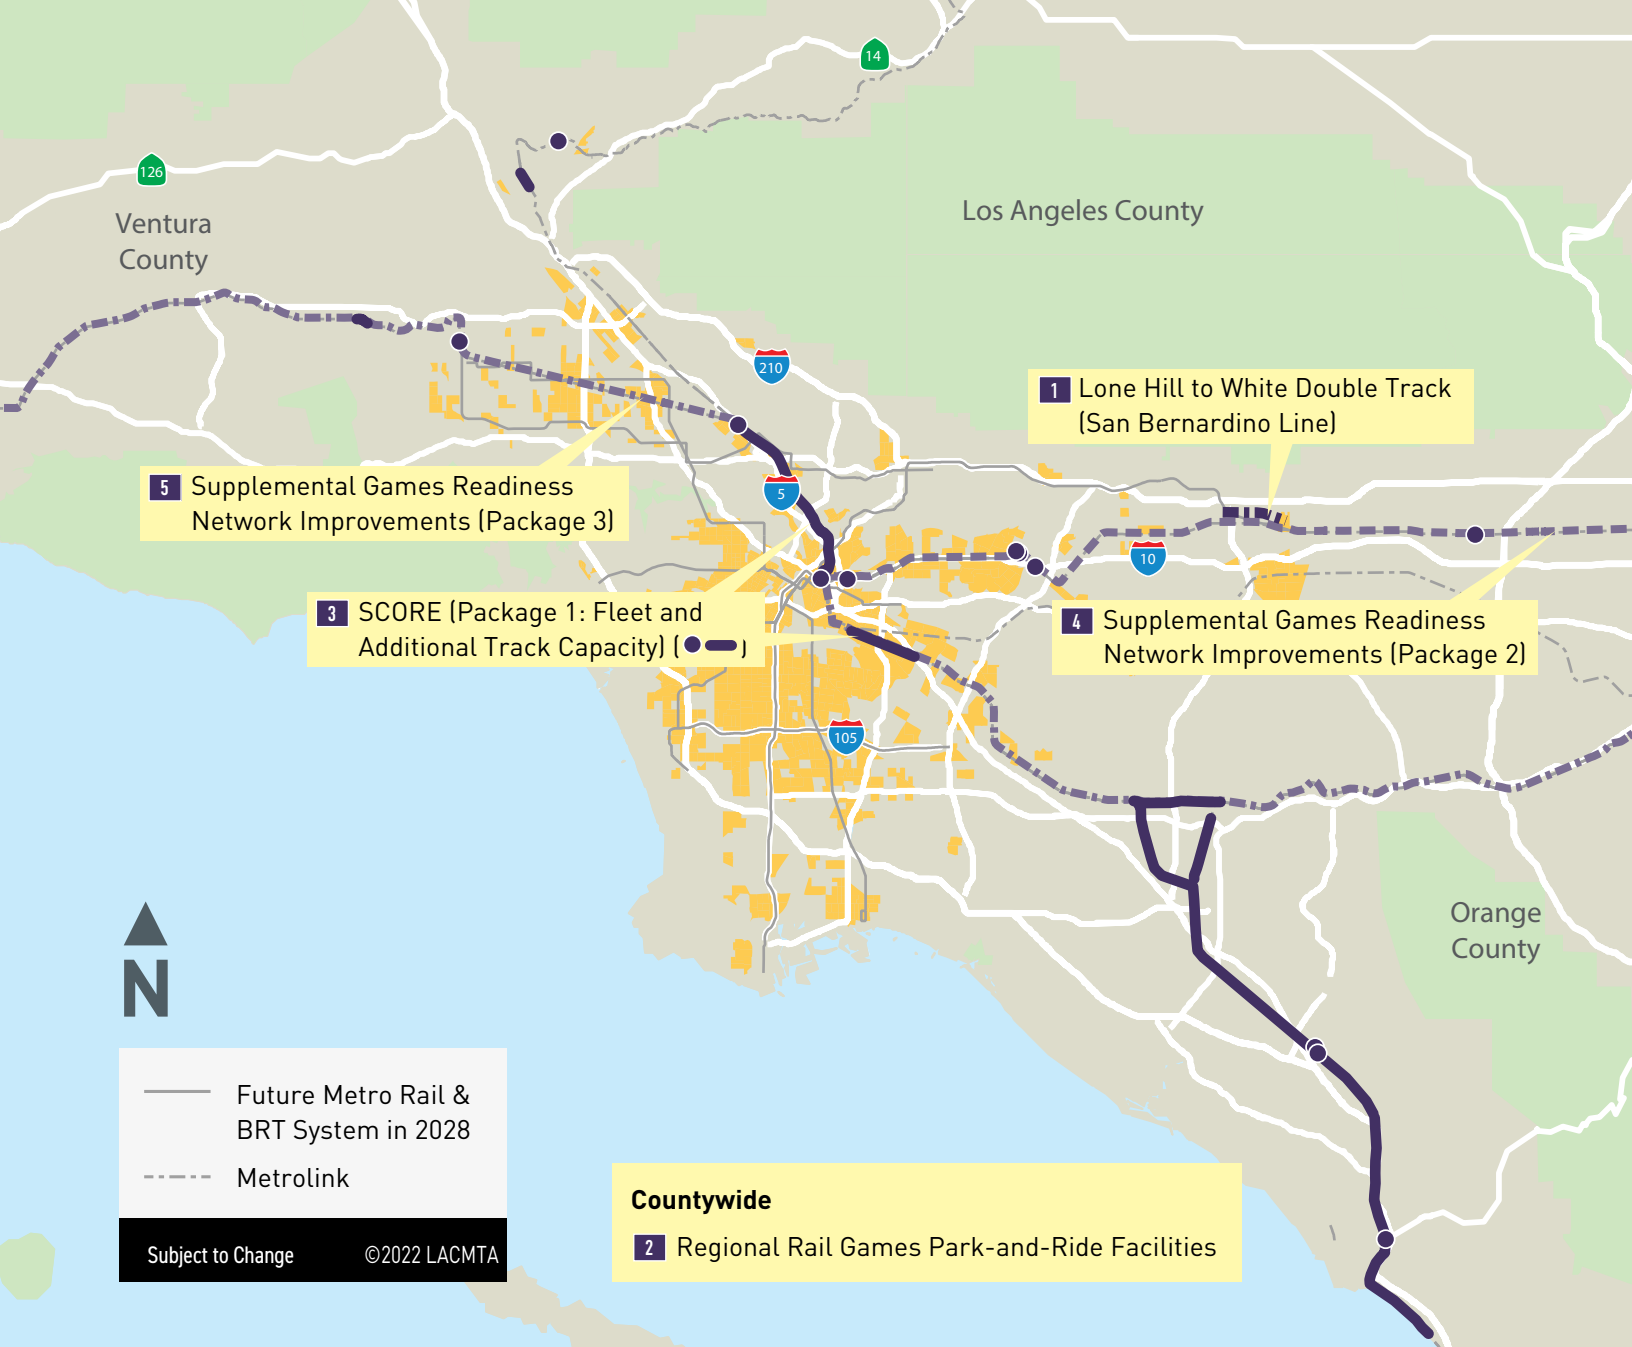 14
126
Ventura
County
Los Angeles County
210
1 Lone Hill to White Double Track
(San Bernardino Line)
5 Supplemental Games Readiness
Network Improvements (Package 3)
5
10
3 SCORE (Package 1: Fleet and
Additional Track Capacity) ( )
4 Supplemental Games Readiness
Network Improvements (Package 2)
105
Orange
County
N
Future Metro Rail &
BRT System in 2028
Metrolink
Subject to Change ©2022 LACMTA
Countywide
2 Regional Rail Games Park-and-Ride Facilities